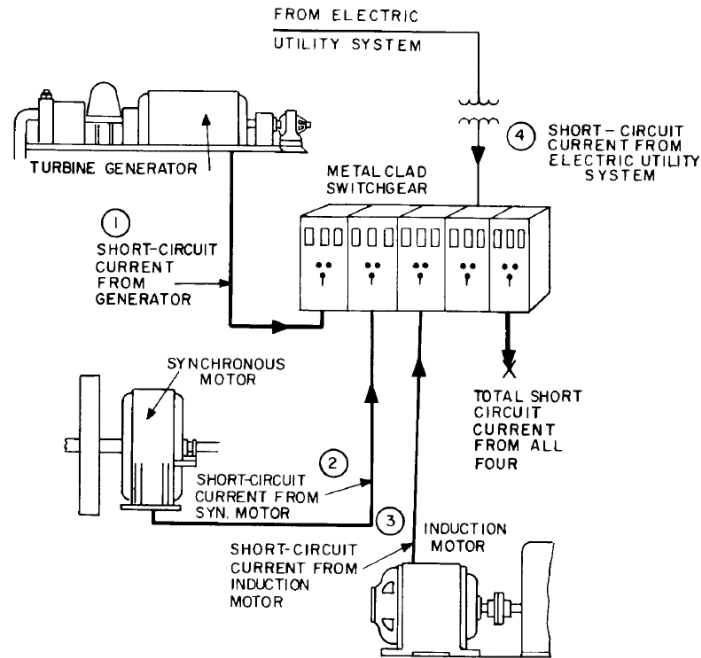 FROM ELECTRIC
UTILITY SYSTEM
4
SHORT-CIRCUIT
CURRENT FROM
ELECTRIC UTILITY
SYSTEM
TURBINE GENERATOR
METAL CLAD
SWITCHGEAR
1
SHORT-CIRCUIT
CURRENT
FROM
GENERATOR
SYNCHRONOUS
MOTOR
TOTAL SHORT
CIRCUIT
CURRENT
FROM ALL
FOUR
2
SHORT-CIRCUIT
CURRENT FROM
SYN. MOTOR
3
SHORT-CIRCUIT
CURRENT FROM
INDUCTION
MOTOR
INDUCTION
MOTOR